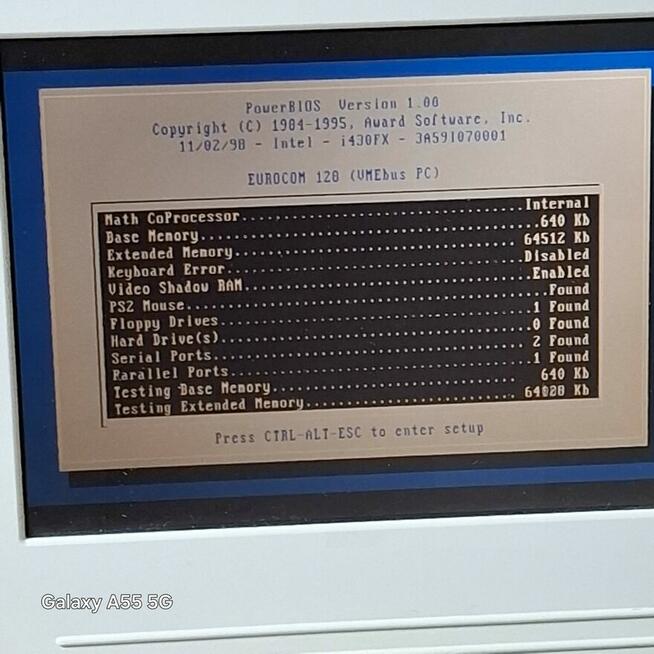 PowerBIOS Version 1.00
Copyright (C) 1984-1995, Award Software, Inc.
11/02/98 - Intel - i430FX - 3A59I070001
EUROCOM 128 (VMEbus PC)
Math CoProcessor..............................Internal
Base Memory...................................640 Kb
Extended Memory...............................64512 Kb
Keyboard Error................................Disabled
Video Shadow RAM..............................Enabled
PS2 Mouse.....................................Found
Floppy Drives.................................1 Found
Hard Drive(s).................................0 Found
Serial Ports..................................2 Found
Parallel Ports................................1 Found
Testing Base Memory...........................640 Kb
Testing Extended Memory....................... Kb
Press CTRL-ALT-ESC to enter setup
Galaxy A55 5G